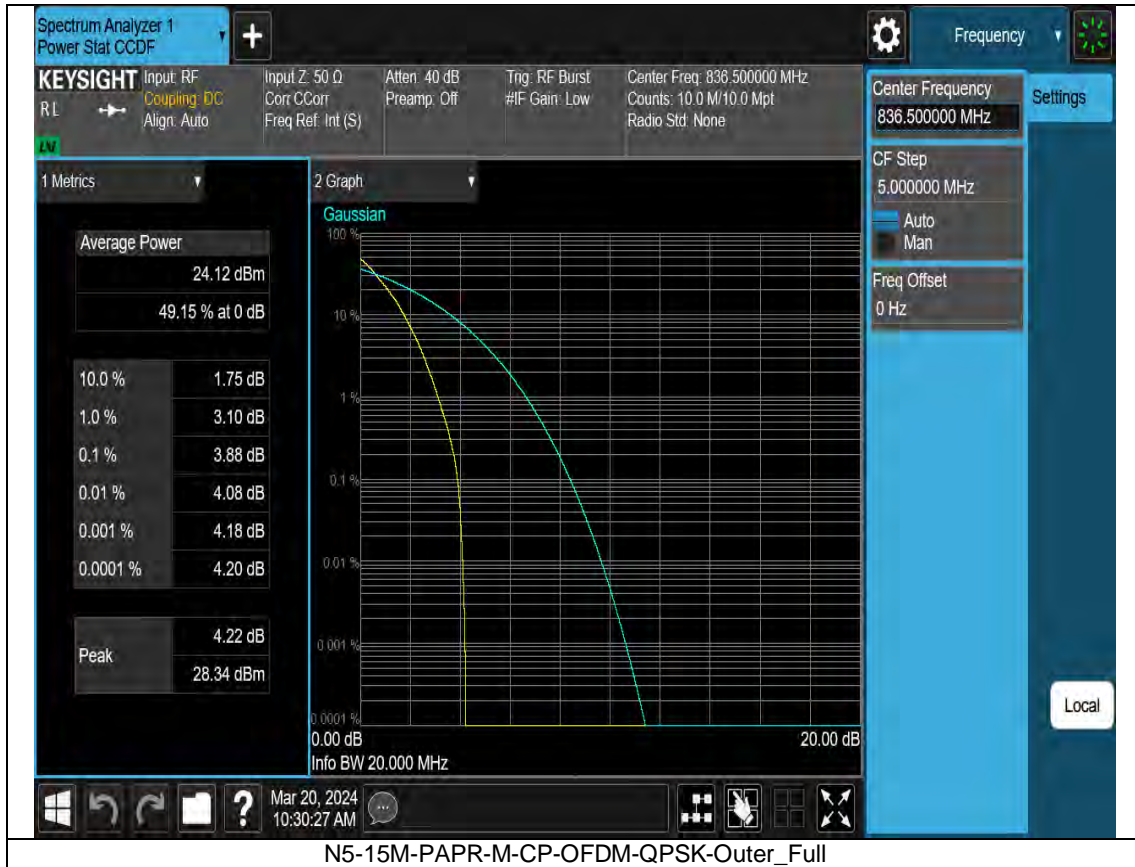 Spectrum Analyzer 1
Power Stat CCDF
+
Frequency
KEYSIGHT
RL
Input: RF
Coupling: DC
Align: Auto
Input Z: 50 Ω
Corr CCorr
Freq Ref: Int (S)
Atten: 40 dB
Preamp: Off
Trig: RF Burst
#IF Gain: Low
Center Freq: 836.500000 MHz
Counts: 10.0 M/10.0 Mpt
Radio Std: None
Center Frequency
836.500000 MHz
Settings
CF Step
5.000000 MHz
Auto
Man
Freq Offset
0 Hz
Local
1 Metrics
Average Power
24.12 dBm
49.15 % at 0 dB
10.0 % 1.75 dB
1.0 % 3.10 dB
0.1 % 3.88 dB
0.01 % 4.08 dB
0.001 % 4.18 dB
0.0001 % 4.20 dB
Peak
4.22 dB
28.34 dBm
2 Graph
Gaussian
100 %
10 %
1 %
0.1 %
0.01 %
0.001 %
0.0001 %
0.00 dB 20.00 dB
Info BW 20.000 MHz
?
Mar 20, 2024
10:30:27 AM
N5-15M-PAPR-M-CP-OFDM-QPSK-Outer_Full